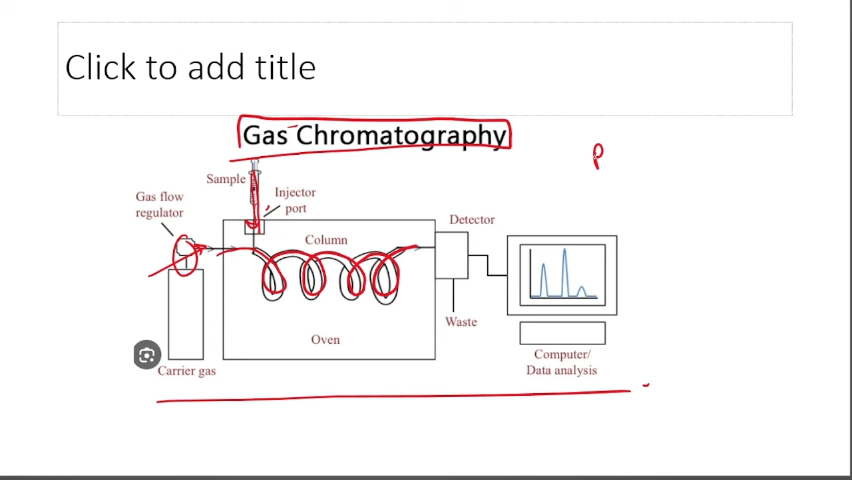 Click to add title
Gas Chromatography
P
Sample
Injector
port
Gas flow
regulator
Detector
Column
Oven
Waste
Carrier gas
Computer/
Data analysis